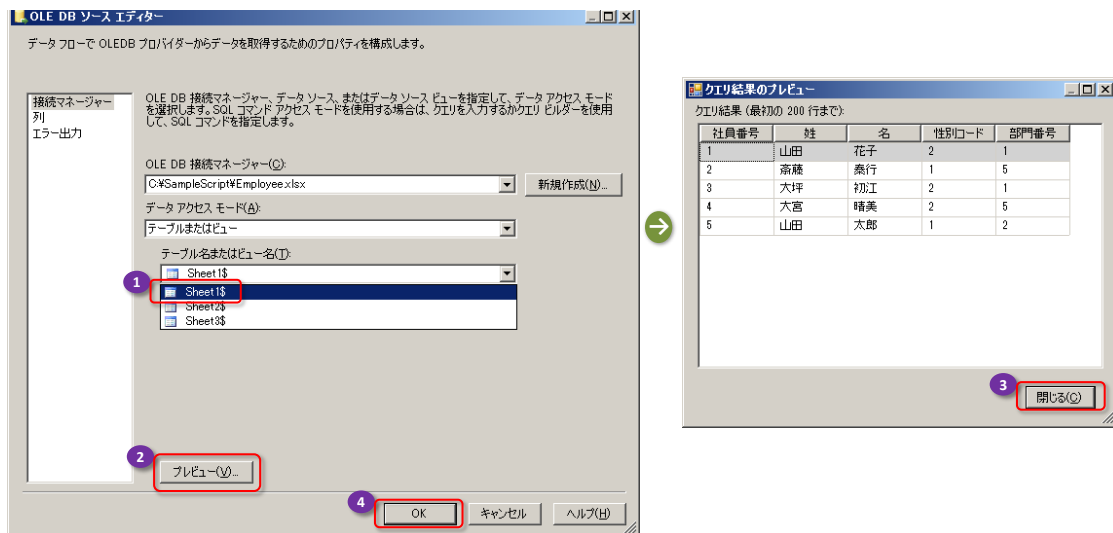 OLE DB ソース エディター
データ フローで OLEDB プロバイダーからデータを取得するためのプロパティを構成します。
接続マネージャー
列
エラー出力
OLE DB 接続マネージャー、データ ソース、またはデータ ソース ビューを指定して、データ アクセス モード
を選択します。SQL コマンド アクセス モードを使用する場合は、クエリを入力するかクエリ ビルダーを使用
して、SQL コマンドを指定します。
OLE DB 接続マネージャー(C):
C:¥SampleScript¥Employee.xlsx
新規作成(N)...
データ アクセス モード(A):
テーブルまたはビュー
テーブル名またはビュー名(T):
Sheet1$
1
Sheet1$
Sheet2$
Sheet3$
2
プレビュー(V)...
4
OK
キャンセル
ヘルプ(H)
クエリ結果のプレビュー
クエリ結果 (最初の 200 行まで):
社員番号 姓 名 性別コード 部門番号
1 山田 花子 2 1
2 斎藤 泰行 1 5
3 大坪 初江 2 1
4 大宮 晴美 2 5
5 山田 太郎 1 2
3
閉じる(C)